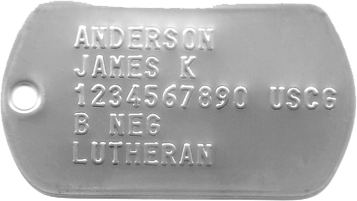 ANDERSON
JAMES K
1234567890 USCG
B NEG
LUTHERAN